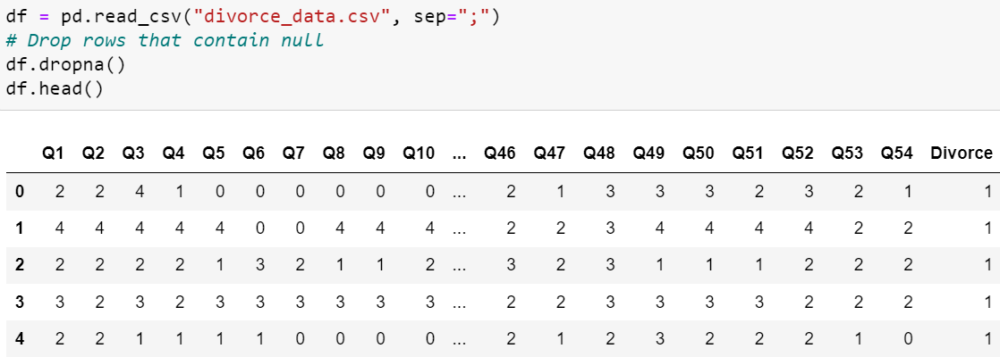 df = pd.read_csv("divorce_data.csv", sep=";")
# Drop rows that contain null
df.dropna()
df.head()
Q1 Q2 Q3 Q4 Q5 Q6 Q7 Q8 Q9 Q10 ... Q46 Q47 Q48 Q49 Q50 Q51 Q52 Q53 Q54 Divorce
0 2 2 4 1 0 0 0 0 0 0 ... 2 1 3 3 3 2 3 2 1 1
1 4 4 4 4 4 0 0 4 4 4 ... 2 2 3 4 4 4 4 2 2 1
2 2 2 2 2 1 3 2 1 1 2 ... 3 2 3 1 1 1 2 2 2 1
3 3 2 3 2 3 3 3 3 3 3 ... 2 2 3 3 3 3 2 2 2 1
4 2 2 1 1 1 1 0 0 0 0 ... 2 1 2 3 2 2 2 1 0 1